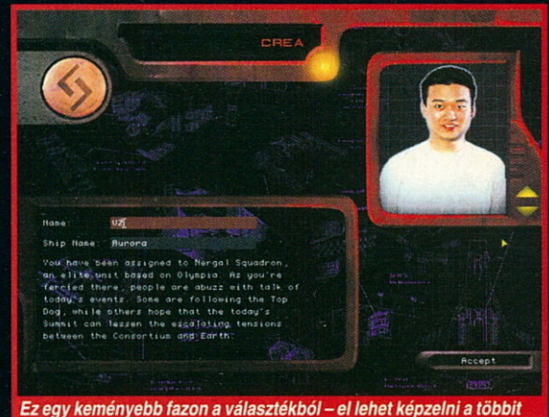 CREA
Name: UZ
Ship Name: Aurora
You have been assigned to Nergal Squadron,
an elite unit based on Olympia. As you're
ferried there, people are abuzz with talk of
today's events. Some are following the Top
Dog, while others hope that the today's
Summit can lessen the escalating tensions
between the Consortium and Earth.
Accept
Ez egy keményebb fazon a választékból – el lehet képzelni a többit